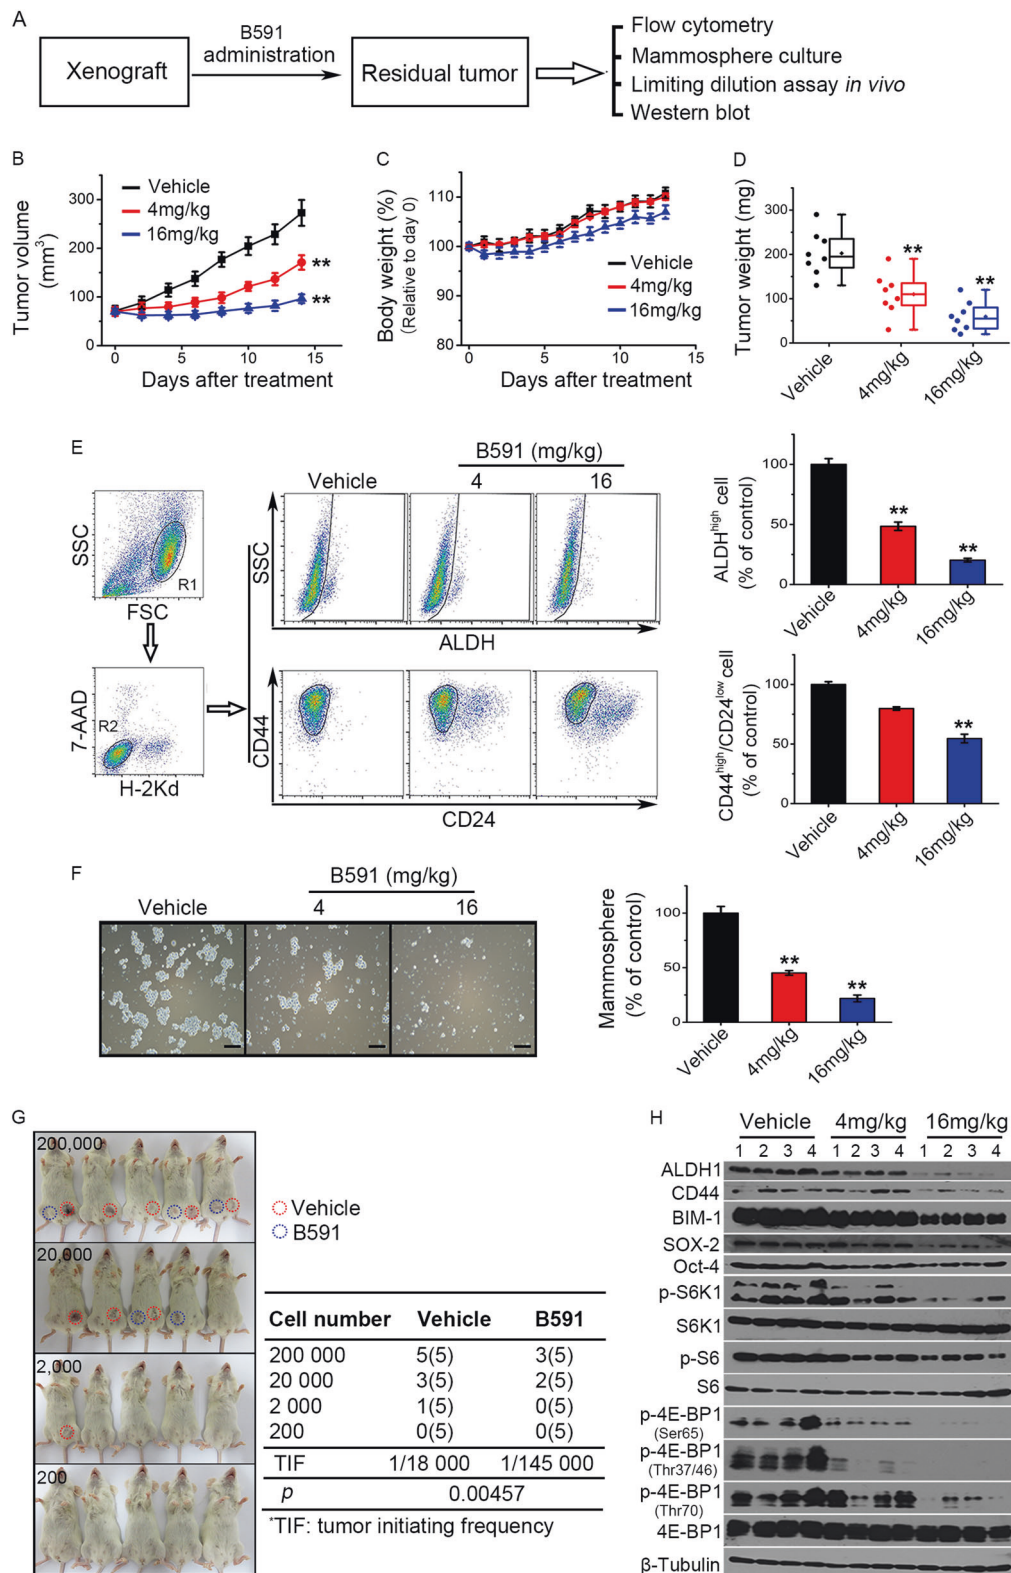 A
Xenograft
B591
administration
Residual tumor
Flow cytometry
Mammosphere culture
Limiting dilution assay in vivo
Western blot
B
Tumor volume
(mm³)
300
200
100
0
Vehicle
4mg/kg
16mg/kg
**
**
0 5 10 15
Days after treatment
C
Body weight (%)
(Relative to day 0)
110
100
90
80
Vehicle
4mg/kg
16mg/kg
0 5 10 15
Days after treatment
D
Tumor weight (mg)
300
200
100
0
**
**
Vehicle
4mg/kg
16mg/kg
E
SSC
R1
FSC
7-AAD
R2
H-2Kd
B591 (mg/kg)
Vehicle 4 16
SSC
ALDH
CD44
CD24
ALDHhigh cell
(% of control)
100
50
0
**
**
Vehicle
4mg/kg
16mg/kg
CD44high/CD24low cell
(% of control)
100
50
0
**
Vehicle
4mg/kg
16mg/kg
F
B591 (mg/kg)
Vehicle 4 16
Mammosphere
(% of control)
100
50
0
**
**
Vehicle
4mg/kg
16mg/kg
G
200,000
20,000
2,000
200
Vehicle
B591
Cell number Vehicle B591
200 000 5(5) 3(5)
20 000 3(5) 2(5)
2 000 1(5) 0(5)
200 0(5) 0(5)
TIF 1/18 000 1/145 000
p 0.00457
*TIF: tumor initiating frequency
H
Vehicle 4mg/kg 16mg/kg
1 2 3 4 1 2 3 4 1 2 3 4
ALDH1
CD44
BIM-1
SOX-2
Oct-4
p-S6K1
S6K1
p-S6
S6
p-4E-BP1
(Ser65)
p-4E-BP1
(Thr37/46)
p-4E-BP1
(Thr70)
4E-BP1
β-Tubulin